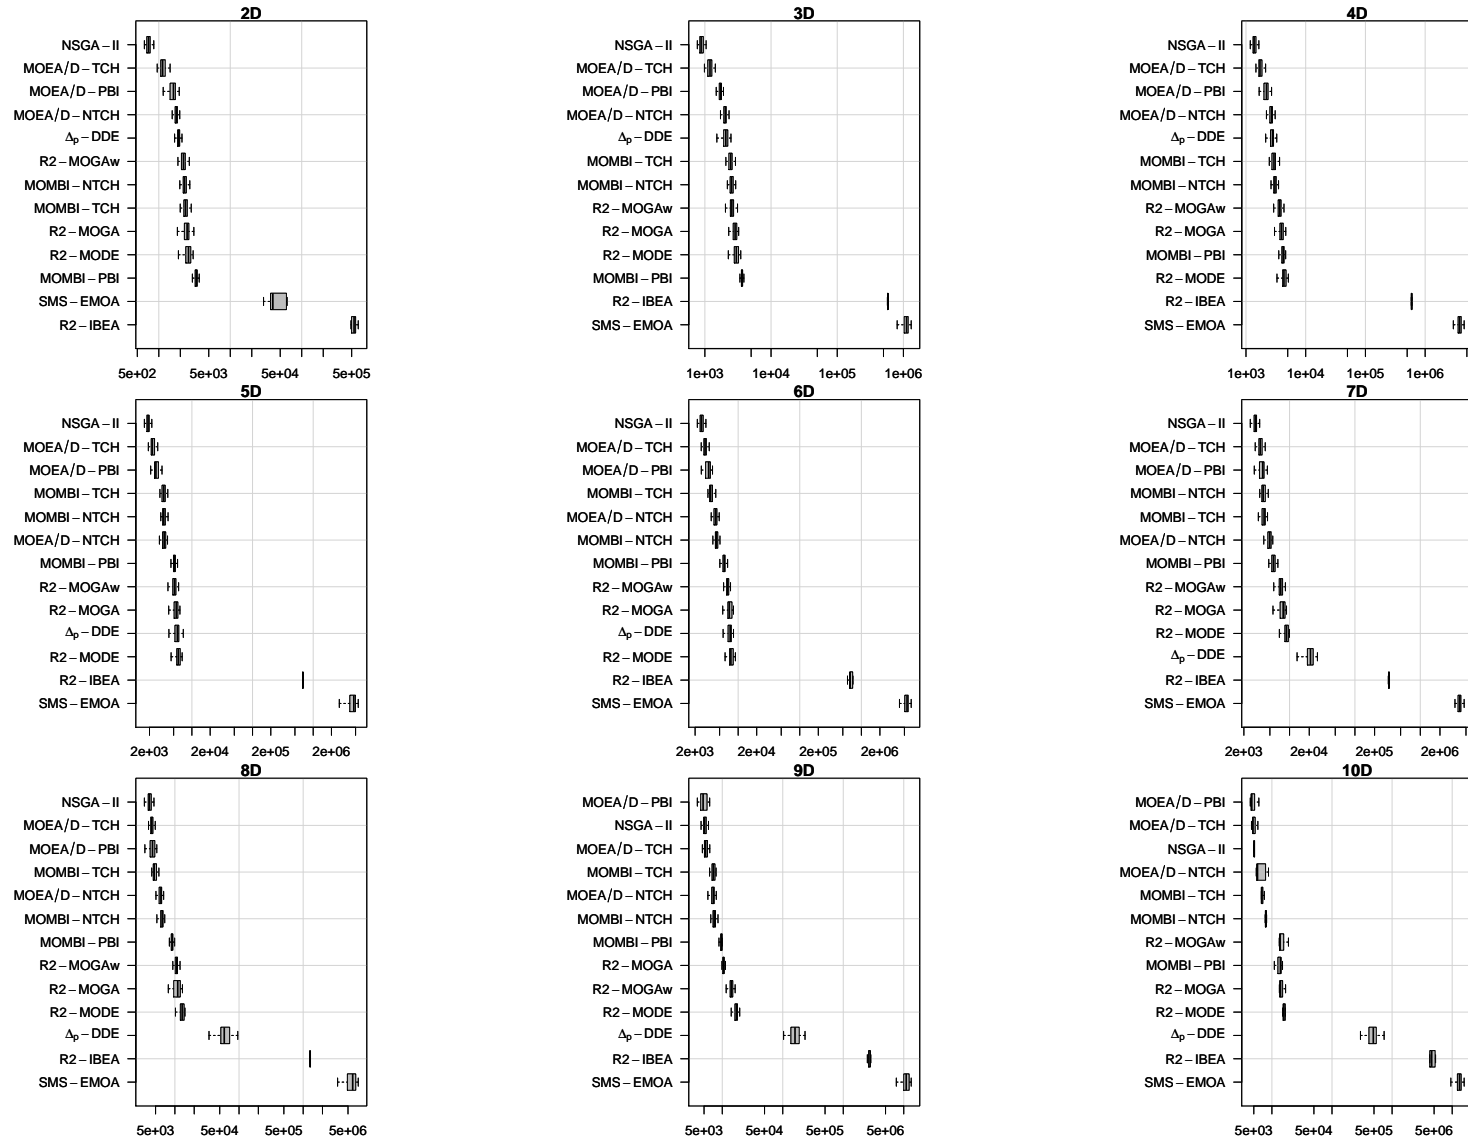 2D
NSGA−II
MOEA/D−TCH
MOEA/D−PBI
MOEA/D−NTCH
Δp−DDE
R2−MOGAw
MOMBI−NTCH
MOMBI−TCH
R2−MOGA
R2−MODE
MOMBI−PBI
SMS−EMOA
R2−IBEA
5e+02 5e+03 5e+04 5e+05
3D
NSGA−II
MOEA/D−TCH
MOEA/D−PBI
MOEA/D−NTCH
Δp−DDE
MOMBI−TCH
MOMBI−NTCH
R2−MOGAw
R2−MOGA
R2−MODE
MOMBI−PBI
R2−IBEA
SMS−EMOA
1e+03 1e+04 1e+05 1e+06
4D
NSGA−II
MOEA/D−TCH
MOEA/D−PBI
MOEA/D−NTCH
Δp−DDE
MOMBI−TCH
MOMBI−NTCH
R2−MOGAw
R2−MOGA
MOMBI−PBI
R2−MODE
R2−IBEA
SMS−EMOA
1e+03 1e+04 1e+05 1e+06
5D
NSGA−II
MOEA/D−TCH
MOEA/D−PBI
MOMBI−TCH
MOMBI−NTCH
MOEA/D−NTCH
MOMBI−PBI
R2−MOGAw
R2−MOGA
Δp−DDE
R2−MODE
R2−IBEA
SMS−EMOA
2e+03 2e+04 2e+05 2e+06
6D
NSGA−II
MOEA/D−TCH
MOEA/D−PBI
MOMBI−TCH
MOEA/D−NTCH
MOMBI−NTCH
MOMBI−PBI
R2−MOGAw
R2−MOGA
Δp−DDE
R2−MODE
R2−IBEA
SMS−EMOA
2e+03 2e+04 2e+05 2e+06
7D
NSGA−II
MOEA/D−TCH
MOEA/D−PBI
MOMBI−NTCH
MOMBI−TCH
MOEA/D−NTCH
MOMBI−PBI
R2−MOGAw
R2−MOGA
R2−MODE
Δp−DDE
R2−IBEA
SMS−EMOA
2e+03 2e+04 2e+05 2e+06
8D
NSGA−II
MOEA/D−TCH
MOEA/D−PBI
MOMBI−TCH
MOEA/D−NTCH
MOMBI−NTCH
MOMBI−PBI
R2−MOGAw
R2−MOGA
R2−MODE
Δp−DDE
R2−IBEA
SMS−EMOA
5e+03 5e+04 5e+05 5e+06
9D
MOEA/D−PBI
NSGA−II
MOEA/D−TCH
MOMBI−TCH
MOEA/D−NTCH
MOMBI−NTCH
MOMBI−PBI
R2−MOGA
R2−MOGAw
R2−MODE
Δp−DDE
R2−IBEA
SMS−EMOA
5e+03 5e+04 5e+05 5e+06
10D
MOEA/D−PBI
MOEA/D−TCH
NSGA−II
MOEA/D−NTCH
MOMBI−TCH
MOMBI−NTCH
R2−MOGAw
MOMBI−PBI
R2−MOGA
R2−MODE
Δp−DDE
R2−IBEA
SMS−EMOA
5e+03 5e+04 5e+05 5e+06